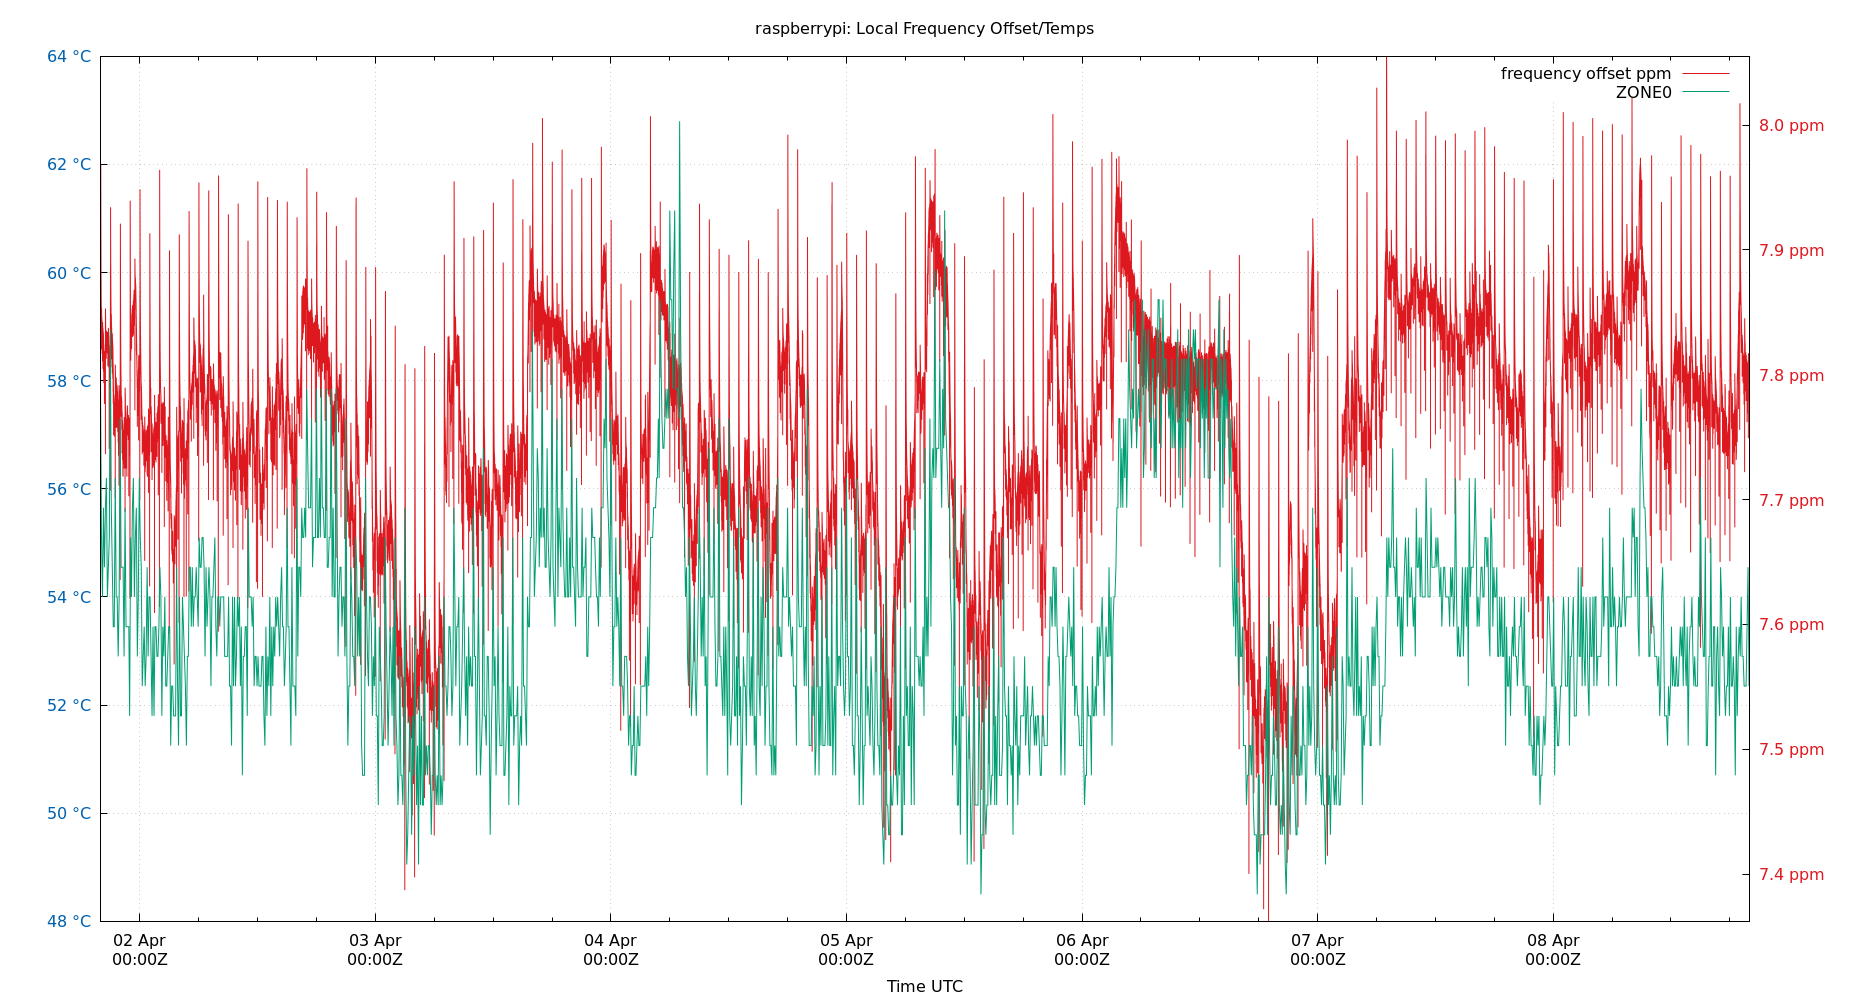 raspberrypi: Local Frequency Offset/Temps
64 °C
62 °C
60 °C
58 °C
56 °C
54 °C
52 °C
50 °C
48 °C
frequency offset ppm
ZONE0
8.0 ppm
7.9 ppm
7.8 ppm
7.7 ppm
7.6 ppm
7.5 ppm
7.4 ppm
02 Apr
00:00Z
03 Apr
00:00Z
04 Apr
00:00Z
05 Apr
00:00Z
06 Apr
00:00Z
07 Apr
00:00Z
08 Apr
00:00Z
Time UTC